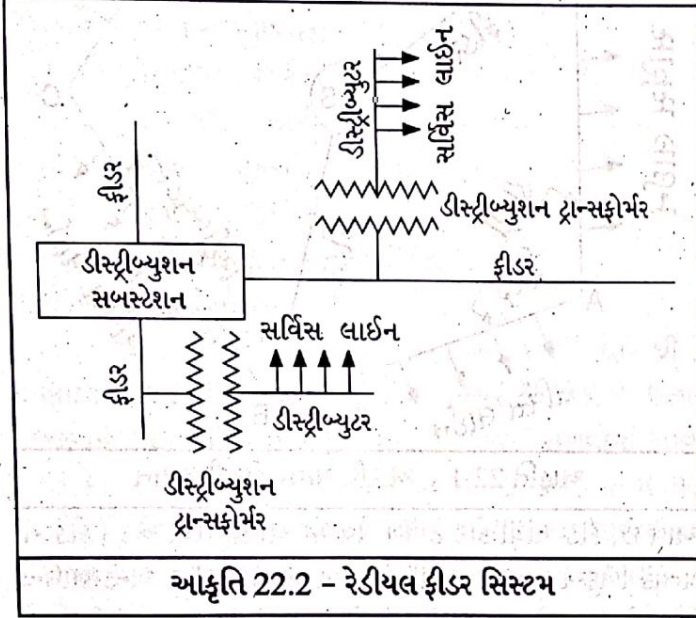 ડીસ્ટ્રીબ્યુટર
સર્વિસ લાઈન
ફીડર
ડીસ્ટ્રીબ્યુશન ટ્રાન્સફોર્મર
ડીસ્ટ્રીબ્યુશન
સબસ્ટેશન
ફીડર
સર્વિસ લાઈન
ફીડર
ડીસ્ટ્રીબ્યુટર
ડીસ્ટ્રીબ્યુશન
ટ્રાન્સફોર્મર
આકૃતિ 22.2 – રેડીયલ ફીડર સિસ્ટમ